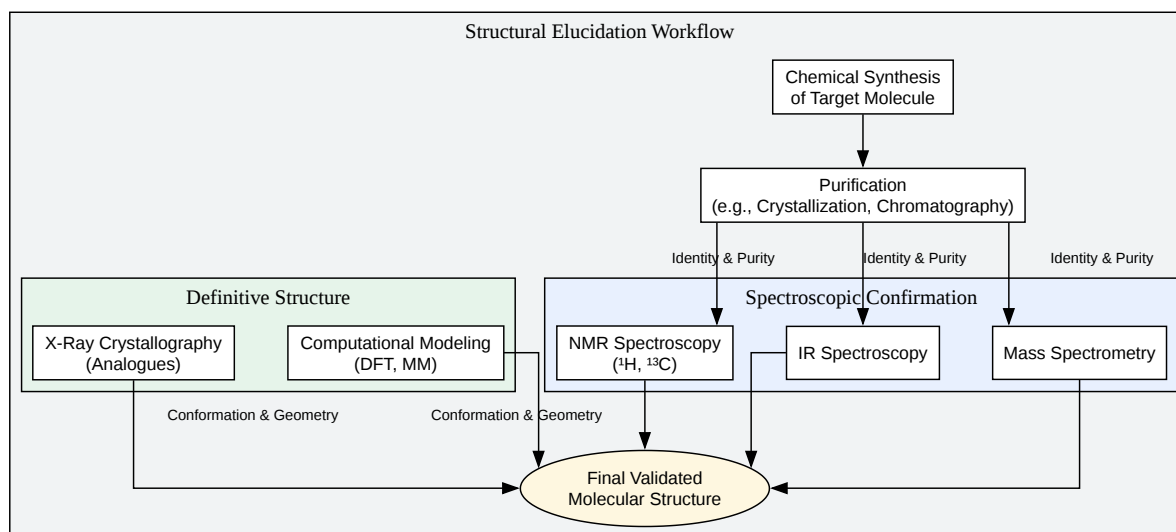 Structural Elucidation Workflow
Chemical Synthesis
of Target Molecule
Purification
(e.g., Crystallization, Chromatography)
Identity & Purity
Identity & Purity
Identity & Purity
Definitive Structure
Spectroscopic Confirmation
X-Ray Crystallography
(Analogues)
Computational Modeling
(DFT, MM)
NMR Spectroscopy
(¹H, ¹³C)
IR Spectroscopy
Mass Spectrometry
Conformation & Geometry
Conformation & Geometry
Final Validated
Molecular Structure